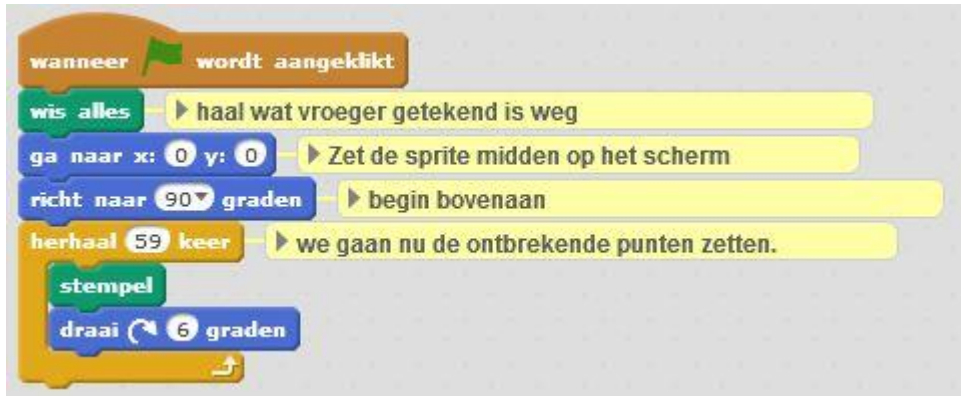 wanneer wordt aangeklikt
wis alles haal wat vroeger getekend is weg
ga naar x: 0 y: 0 Zet de sprite midden op het scherm
richt naar 90 graden begin bovenaan
herhaal 59 keer we gaan nu de ontbrekende punten zetten.
stempel
draai 6 graden